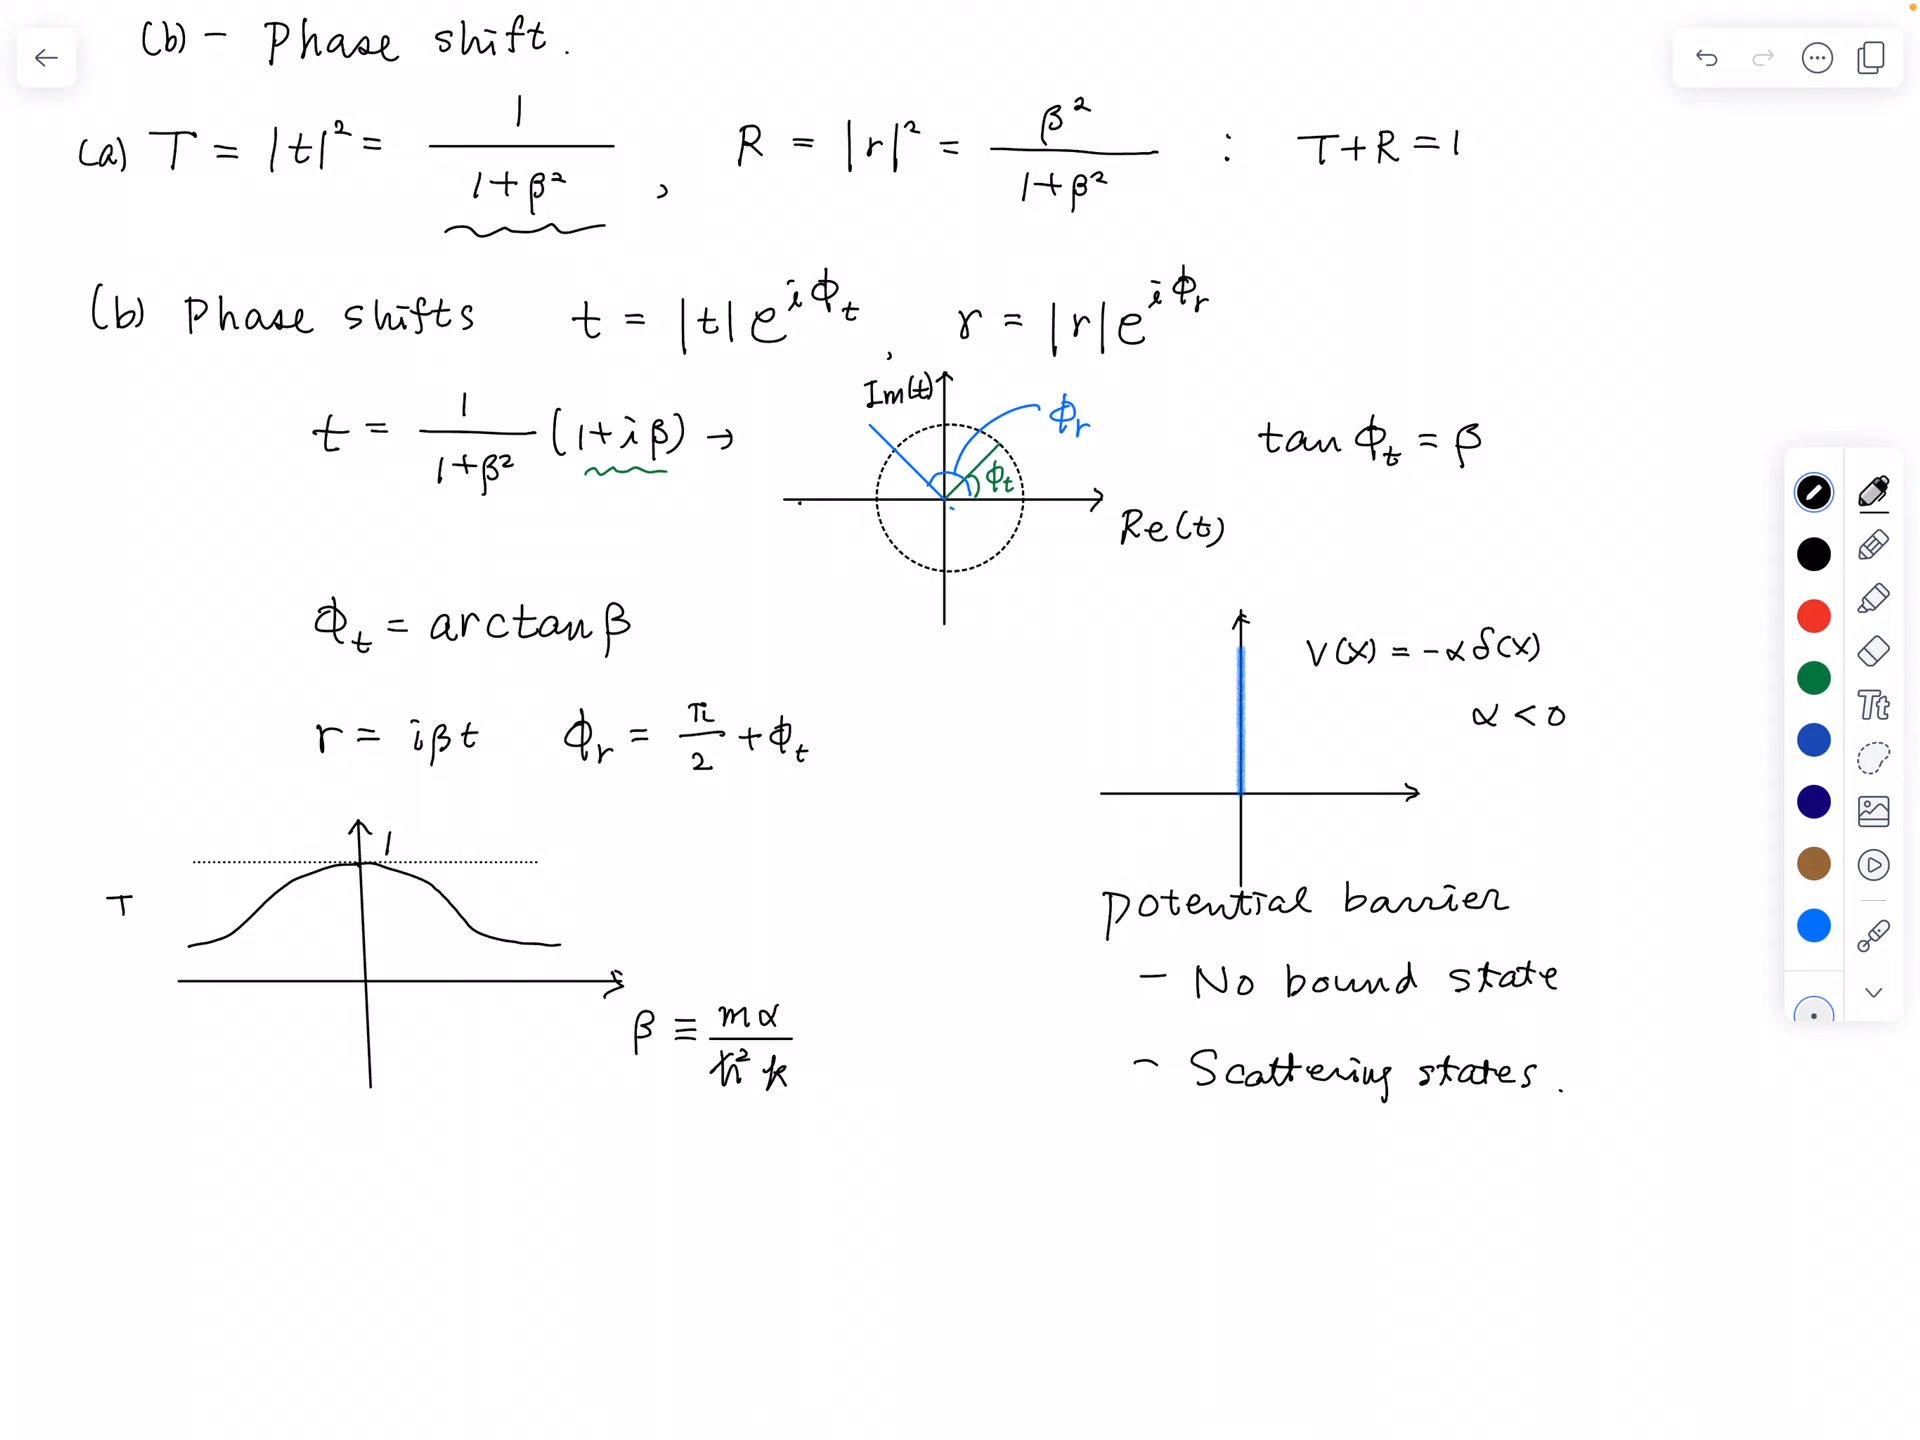 (b) - Phase shift.
(a) T = |t|² = 1/(1+β²), R = |r|² = β²/(1+β²) : T+R=1
(b) Phase shifts t = |t|e^{iϕ_t}, r = |r|e^{iϕ_r}
t = 1/(1+β²) (1+iβ) →
Im(t)
ϕ_r
ϕ_t
Re(t)
tan ϕ_t = β
ϕ_t = arctan β
r = iβt ϕ_r = π/2 + ϕ_t
V(x) = -αδ(x)
α < 0
1
T
β ≡ mα/(ħ²k)
potential barrier
- No bound state
- Scattering states.
Tt